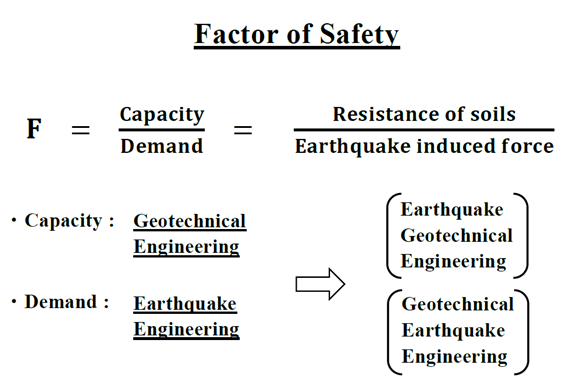 Factor of Safety
F = Capacity / Demand = Resistance of soils / Earthquake induced force
・Capacity : Geotechnical
Engineering
・Demand : Earthquake
Engineering
Earthquake
Geotechnical
Engineering
Geotechnical
Earthquake
Engineering